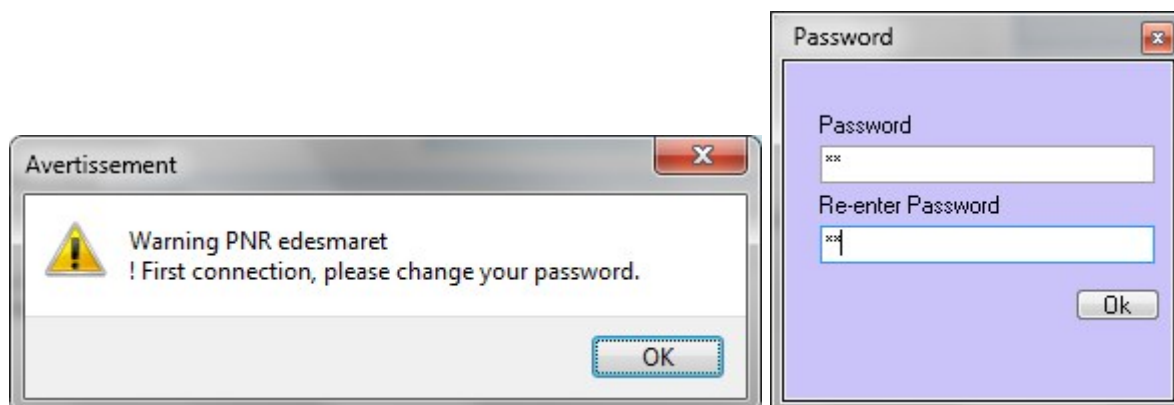 Avertissement
Warning PNR edesmaret
! First connection, please change your password.
OK
Password
Password
**
Re-enter Password
**
Ok